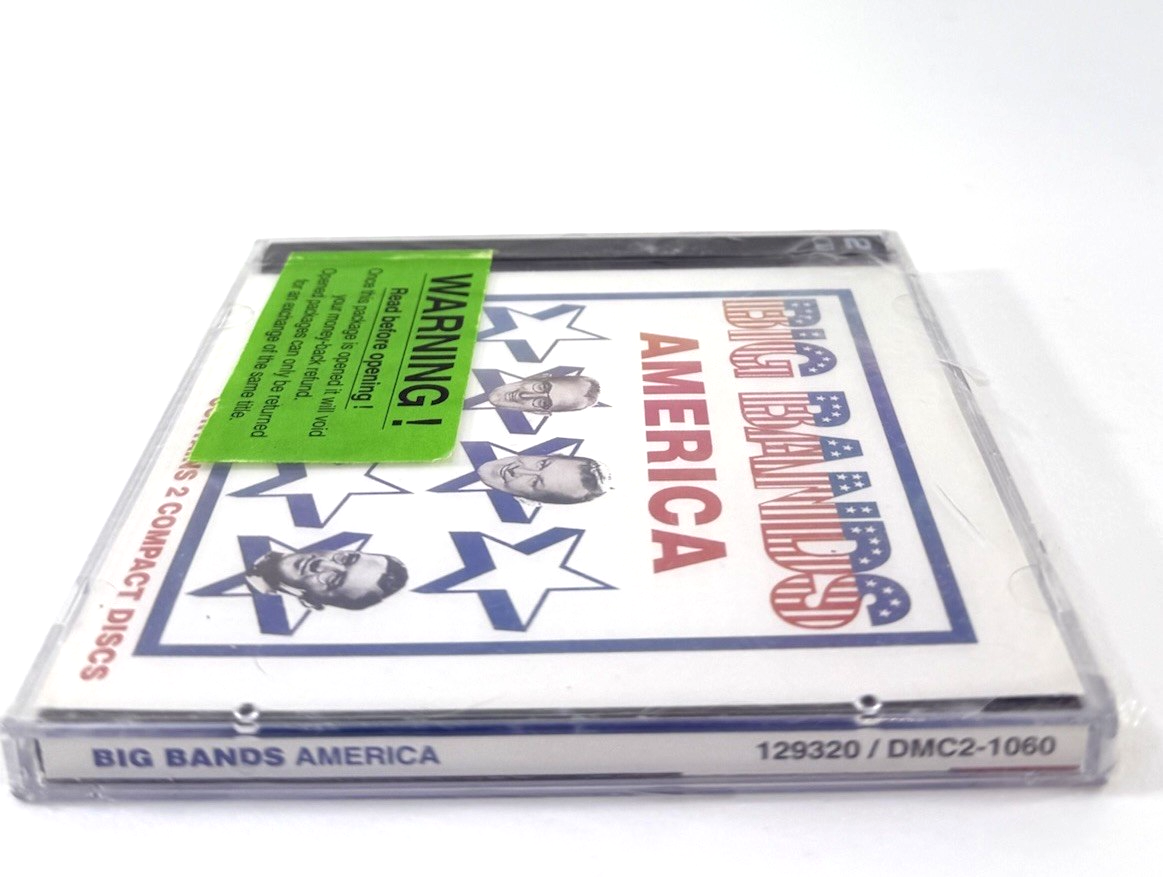 BIG BANDS
AMERICA
WARNING!
Read before opening!
Once this package is opened it will void
your money-back refund.
Opened packages can only be returned
for an exchange of the same title.
2 COMPACT DISCS
BIG BANDS AMERICA
129320 / DMC2-1060